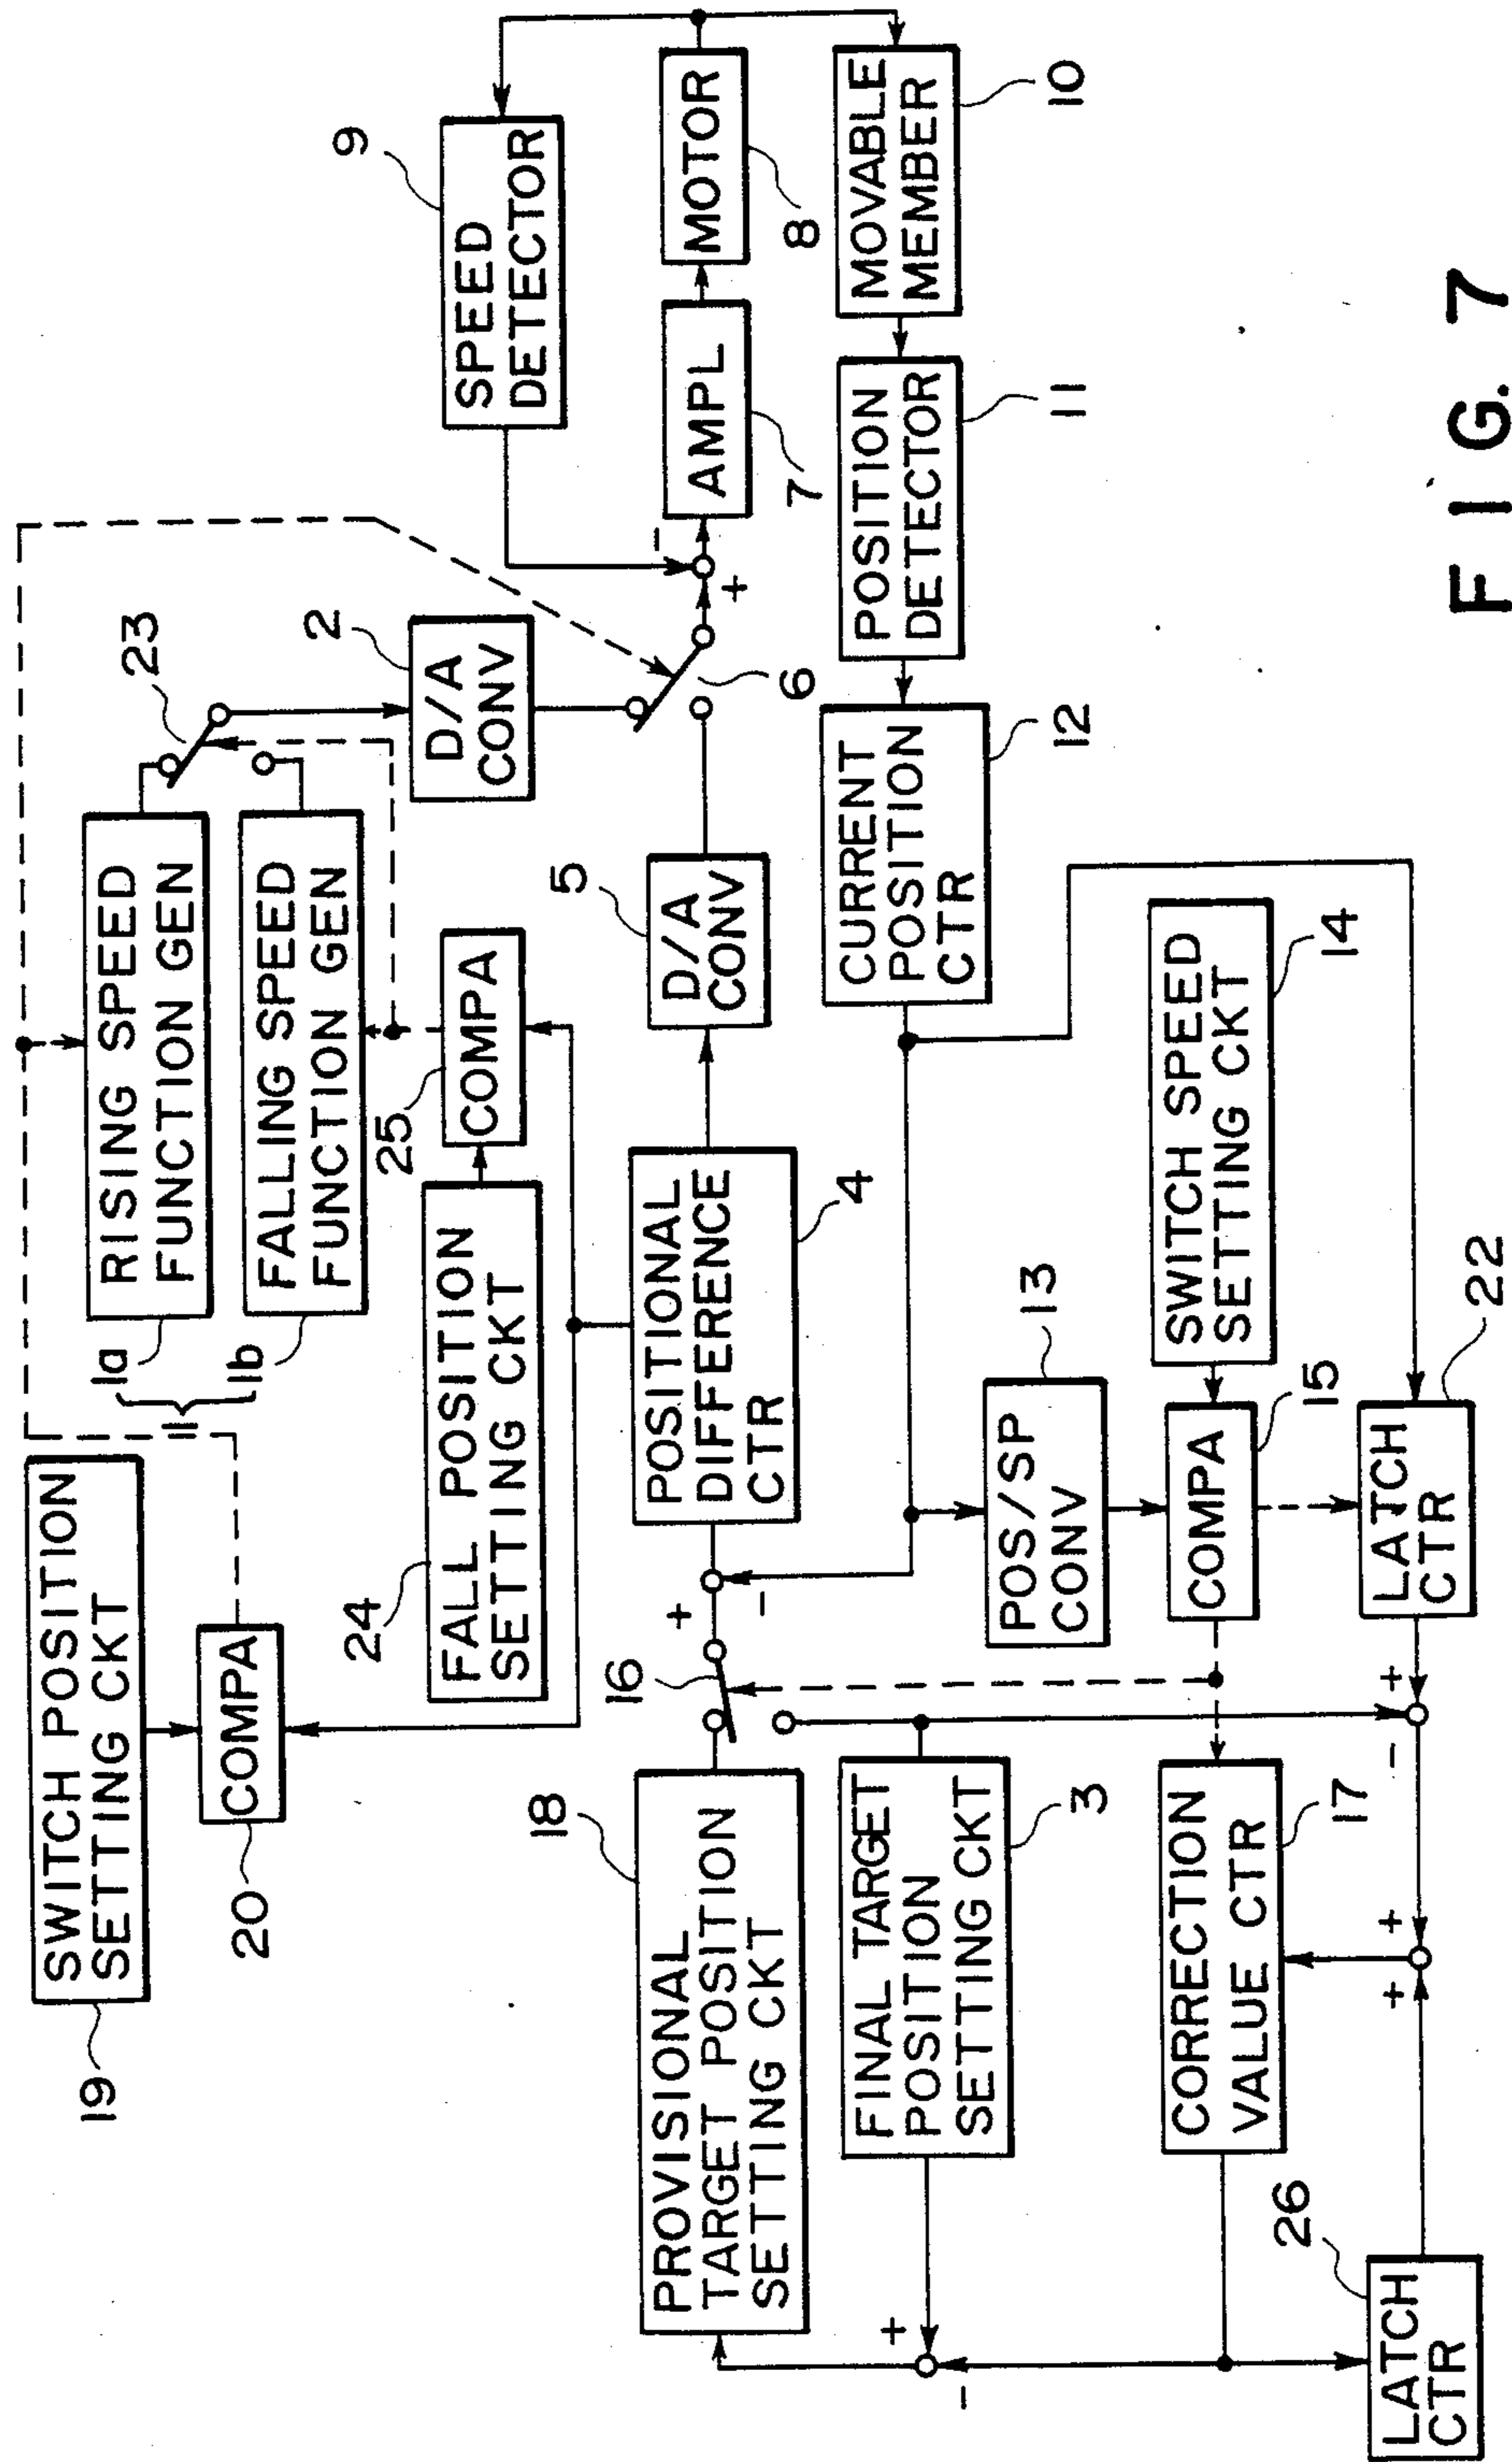 19
SWITCH POSITION
SETTING CKT
20
COMPA
1
1a
RISING SPEED
FUNCTION GEN
1b
FALLING SPEED
FUNCTION GEN
23
24
FALL POSITION
SETTING CKT
25
COMPA
2
D/A
CONV
9
SPEED
DETECTOR
18
PROVISIONAL
TARGET POSITION
SETTING CKT
16
+
-
POSITIONAL
DIFFERENCE
CTR
4
5
D/A
CONV
6
+
-
AMPL
7
MOTOR
8
+
-
FINAL TARGET
POSITION
SETTING CKT
3
CURRENT
POSITION
CTR
12
POSITION
DETECTOR
11
MOVABLE
MEMBER
10
POS/SP
CONV
13
CORRECTION
VALUE CTR
17
COMPA
15
SWITCH SPEED
SETTING CKT
14
26
LATCH
CTR
+
+
-
+
LATCH
CTR
22
FIG. 7